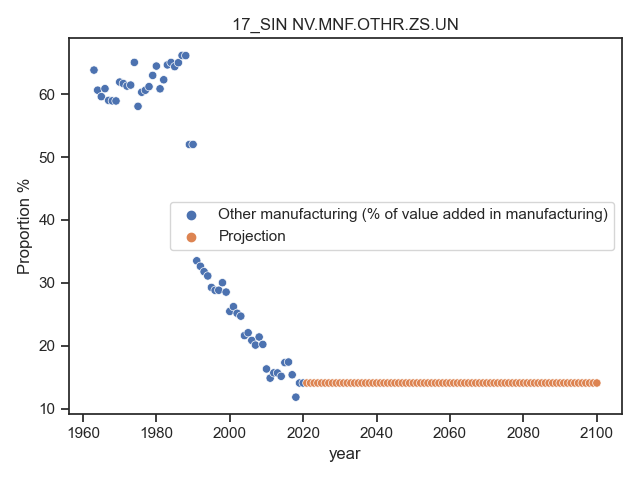 17_SIN NV.MNF.OTHR.ZS.UN
60
50
40
30
20
10
Proportion %
Other manufacturing (% of value added in manufacturing)
Projection
1960 1980 2000 2020 2040 2060 2080 2100
year